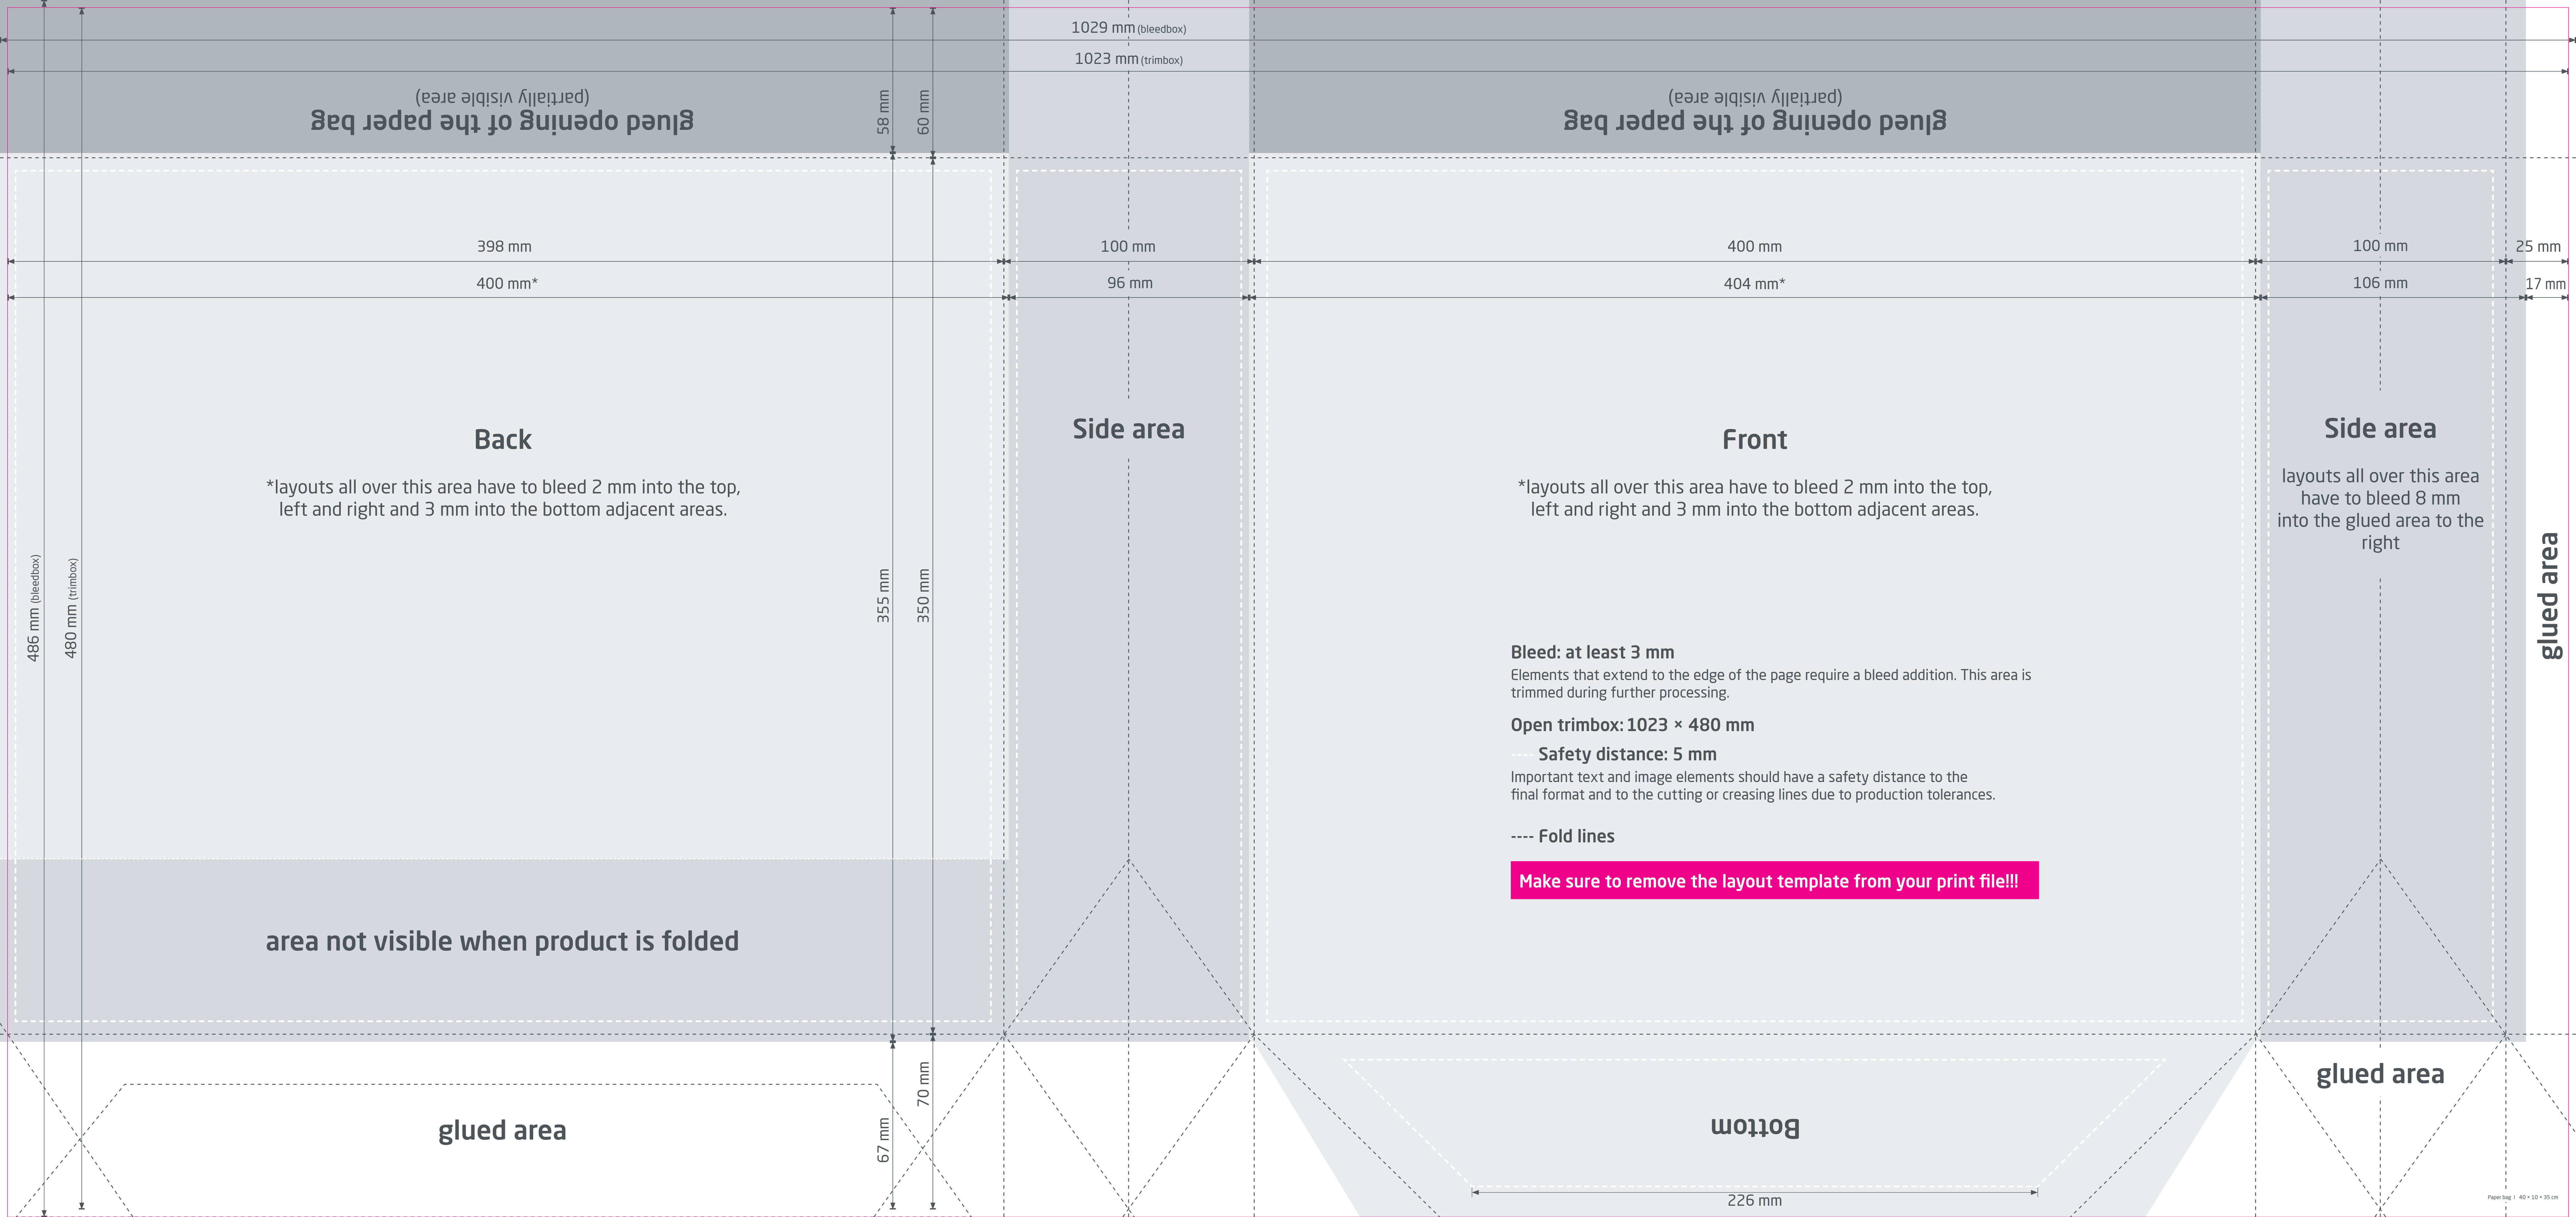 1029 mm (bleedbox)
1023 mm (trimbox)
glued opening of the paper bag
(partially visible area)
58 mm
60 mm
glued opening of the paper bag
(partially visible area)
398 mm
100 mm
400 mm
100 mm
25 mm
400 mm*
96 mm
404 mm*
106 mm
17 mm
Back
*layouts all over this area have to bleed 2 mm into the top,
left and right and 3 mm into the bottom adjacent areas.
Side area
Front
*layouts all over this area have to bleed 2 mm into the top,
left and right and 3 mm into the bottom adjacent areas.
Side area
layouts all over this area
have to bleed 8 mm
into the glued area to the
right
glued area
486 mm (bleedbox)
480 mm (trimbox)
355 mm
350 mm
Bleed: at least 3 mm
Elements that extend to the edge of the page require a bleed addition. This area is
trimmed during further processing.
Open trimbox: 1023 × 480 mm
Safety distance: 5 mm
Important text and image elements should have a safety distance to the
final format and to the cutting or creasing lines due to production tolerances.
---- Fold lines
Make sure to remove the layout template from your print file!!!
area not visible when product is folded
glued area
67 mm
70 mm
Bottom
226 mm
glued area
Paper bag | 40 × 10 × 35 cm